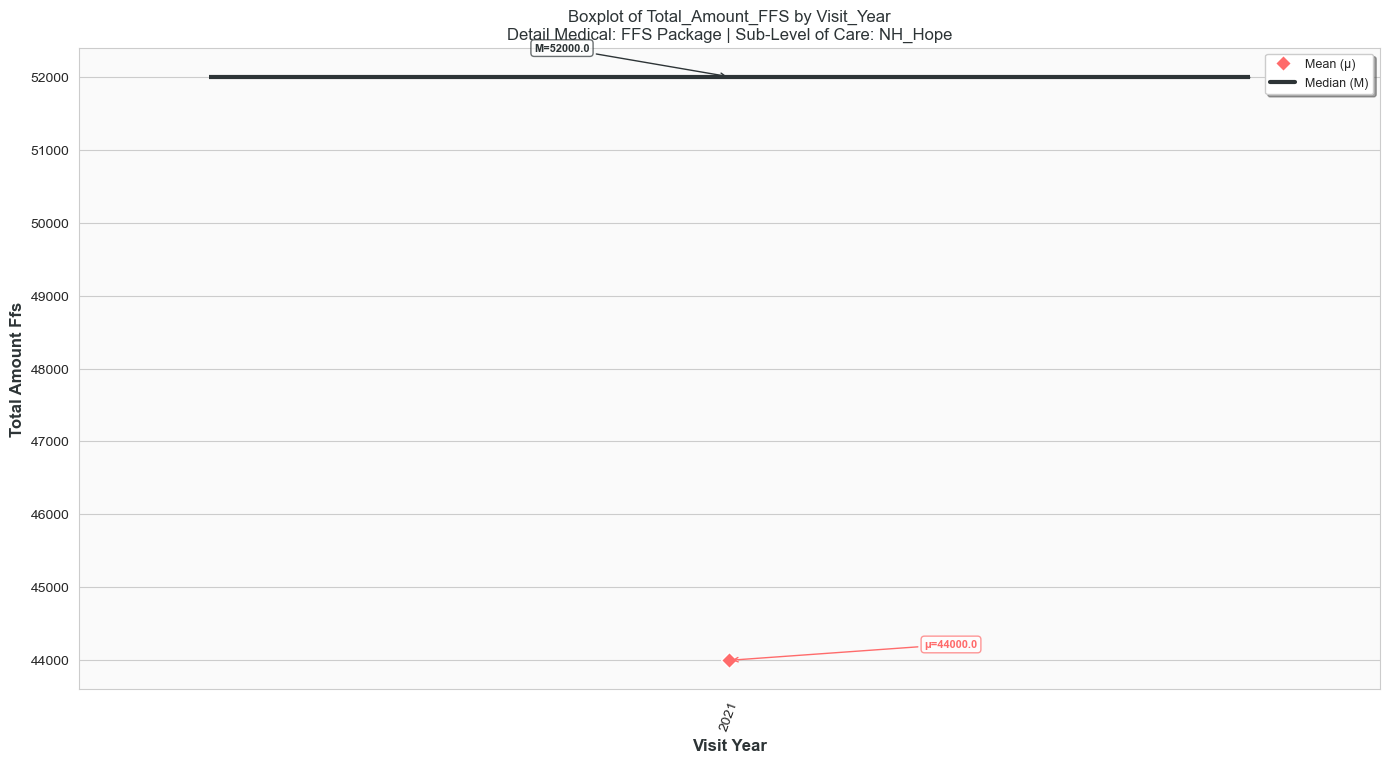 Boxplot of Total_Amount_FFS by Visit_Year
Detail Medical: FFS Package | Sub-Level of Care: NH_Hope
M=52000.0
Mean (μ)
Median (M)
52000
51000
50000
49000
48000
47000
46000
45000
44000
Total Amount Ffs
μ=44000.0
2021
Visit Year